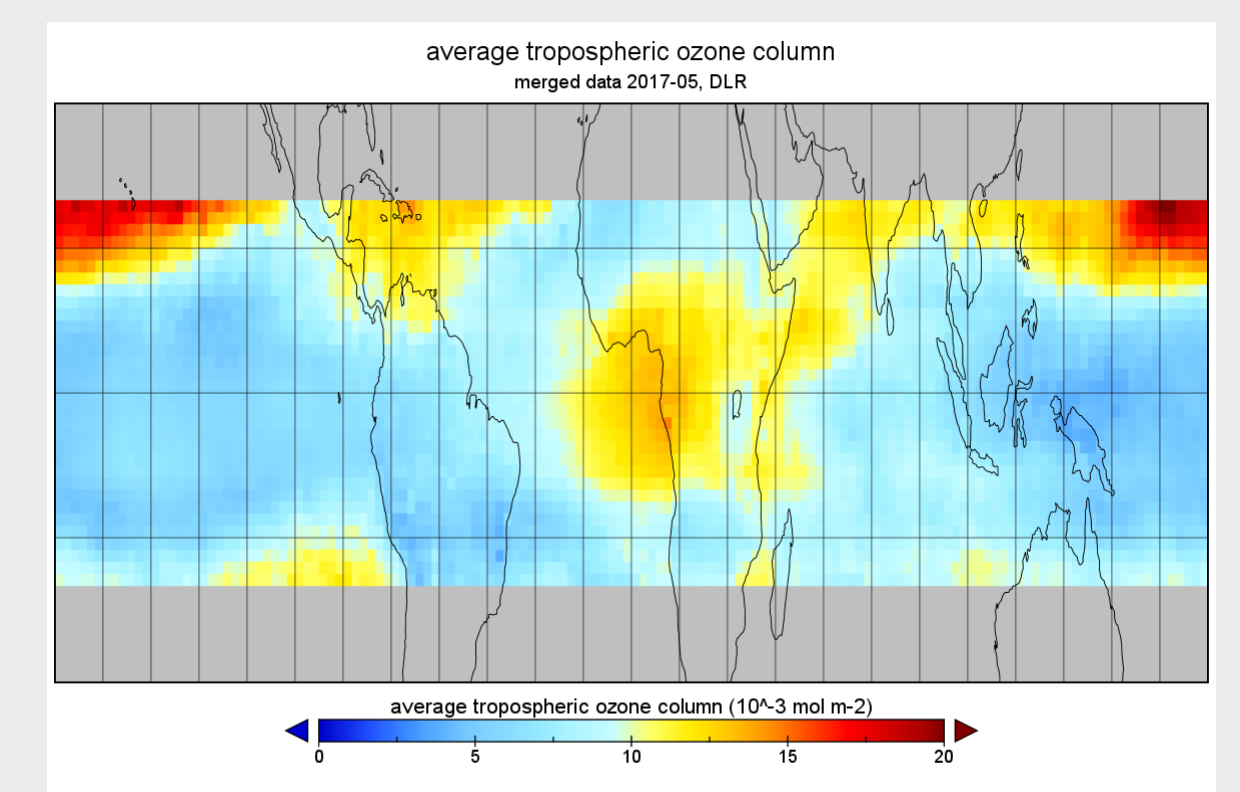 average tropospheric ozone column
merged data 2017-05, DLR
average tropospheric ozone column (10^-3 mol m-2)
0 5 10 15 20